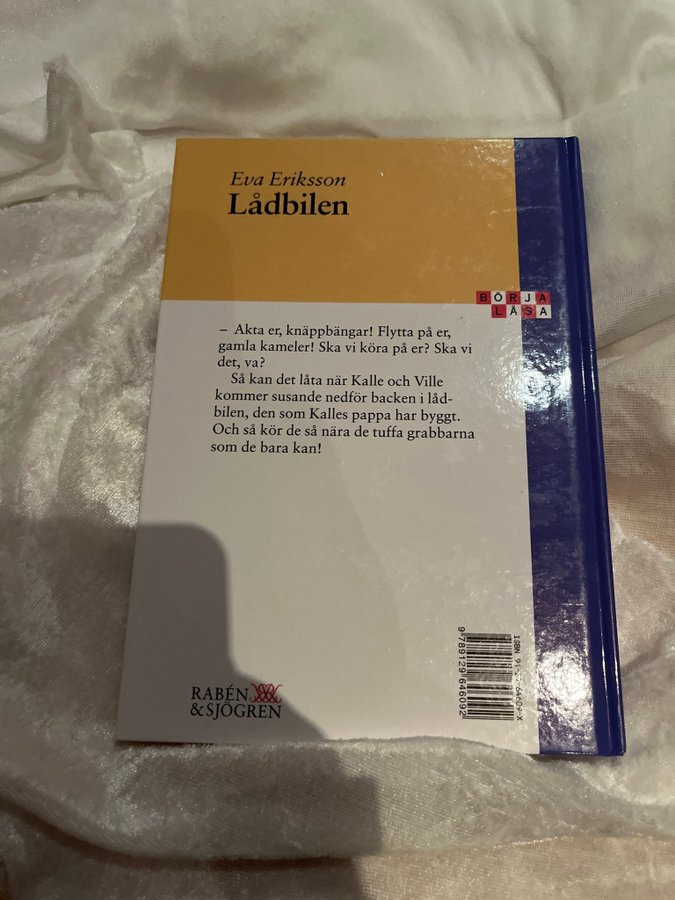 Eva Eriksson
Lådbilen
BÖRJA
LÄSA
– Akta er, knäppbängar! Flytta på er,
gamla kameler! Ska vi köra på er? Ska vi
det, va?
Så kan det låta när Kalle och Ville
kommer susande nedför backen i låd-
bilen, den som Kalles pappa har byggt.
Och så kör de så nära de tuffa grabbarna
som de bara kan!
RABÉN
&SJÖGREN
ISBN
9 789129 646092